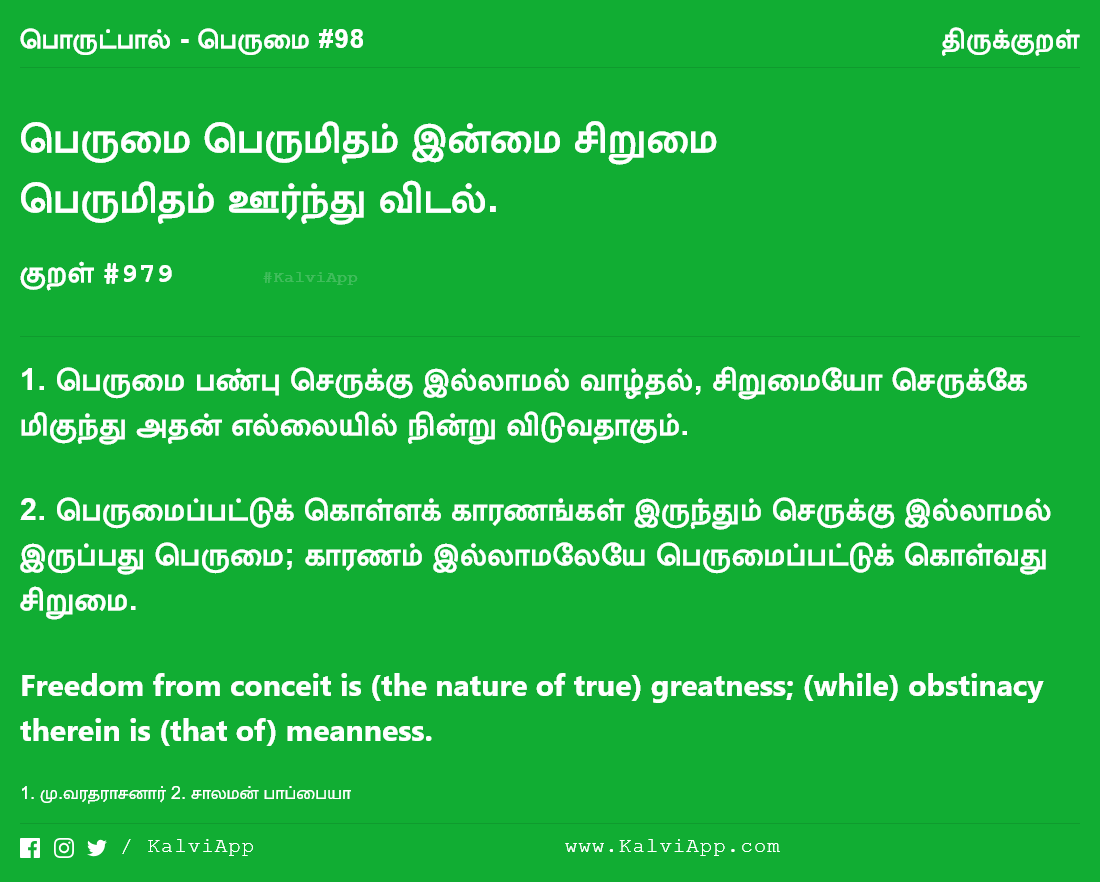 பொருட்பால் - பெருமை #98
திருக்குறள்
பெருமை பெருமிதம் இன்மை சிறுமை
பெருமிதம் ஊர்ந்து விடல்.
குறள் #979
#KalviApp
1. பெருமை பண்பு செருக்கு இல்லாமல் வாழ்தல், சிறுமையோ செருக்கே
மிகுந்து அதன் எல்லையில் நின்று விடுவதாகும்.
2. பெருமைப்பட்டுக் கொள்ளக் காரணங்கள் இருந்தும் செருக்கு இல்லாமல்
இருப்பது பெருமை; காரணம் இல்லாமலேயே பெருமைப்பட்டுக் கொள்வது
சிறுமை.
Freedom from conceit is (the nature of true) greatness; (while) obstinacy
therein is (that of) meanness.
1. மு.வரதராசனார் 2. சாலமன் பாப்பையா
/ KalviApp
www.KalviApp.com